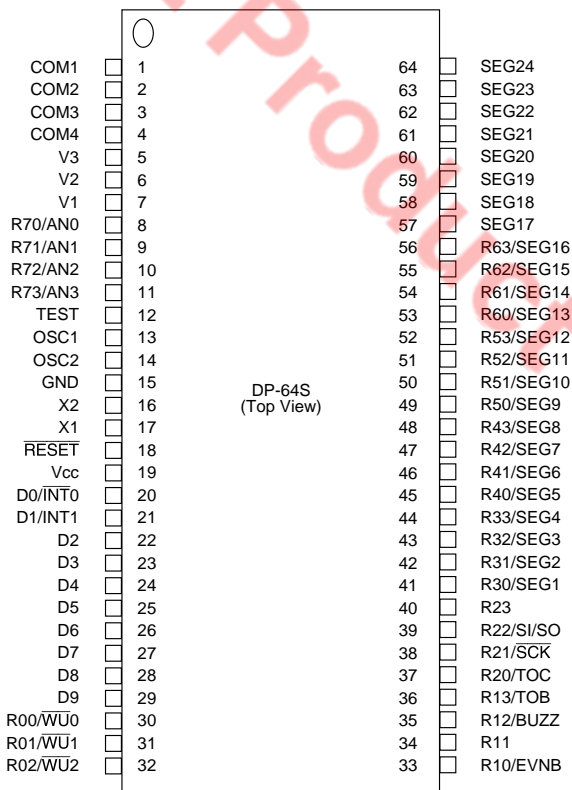 Product
COM1 1 64 SEG24
COM2 2 63 SEG23
COM3 3 62 SEG22
COM4 4 61 SEG21
V3 5 60 SEG20
V2 6 59 SEG19
V1 7 58 SEG18
R70/AN0 8 57 SEG17
R71/AN1 9 56 R63/SEG16
R72/AN2 10 55 R62/SEG15
R73/AN3 11 54 R61/SEG14
TEST 12 53 R60/SEG13
OSC1 13 52 R53/SEG12
OSC2 14 51 R52/SEG11
GND 15 50 R51/SEG10
DP-64S
X2 16 49 R50/SEG9
(Top View)
X1 17 48 R43/SEG8
R̅E̅S̅E̅T̅ 18 47 R42/SEG7
Vcc 19 46 R41/SEG6
D0/I̅N̅T̅0 20 45 R40/SEG5
D1/INT1 21 44 R33/SEG4
D2 22 43 R32/SEG3
D3 23 42 R31/SEG2
D4 24 41 R30/SEG1
D5 25 40 R23
D6 26 39 R22/SI/SO
D7 27 38 R21/S̅C̅K̅
D8 28 37 R20/TOC
D9 29 36 R13/TOB
R00/W̅U̅0 30 35 R12/BUZZ
R01/W̅U̅1 31 34 R11
R02/W̅U̅2 32 33 R10/EVNB